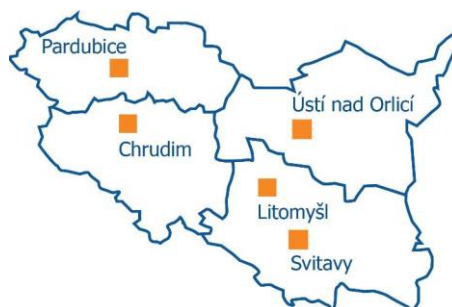 Pardubice
Ústí nad Orlicí
Chrudim
Litomyšl
Svitavy